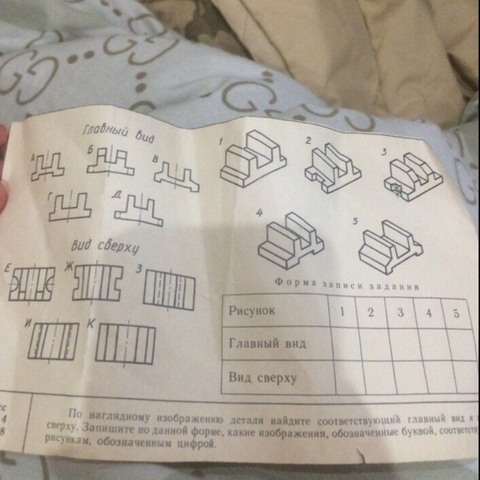 Главный вид
А
Б
В
Г
Д
Вид сверху
Е
Ж
З
И
К
1
2
3
4
5
Форма записи задания
Рисунок 1 2 3 4 5
Главный вид
Вид сверху
4
8
По наглядному изображению детали найдите соответствующий главный вид и
сверху. Запишите по данной форме, какие изображения, обозначенные буквой,
рисункам, обозначенным цифрой.